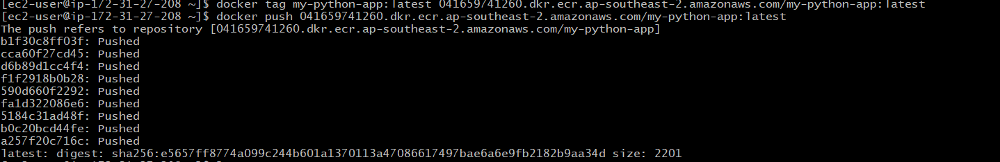 [ec2-user@ip-172-31-27-208 ~]$ docker tag my-python-app:latest 041659741260.dkr.ecr.ap-southeast-2.amazonaws.com/my-python-app:latest
[ec2-user@ip-172-31-27-208 ~]$ docker push 041659741260.dkr.ecr.ap-southeast-2.amazonaws.com/my-python-app:latest
The push refers to repository [041659741260.dkr.ecr.ap-southeast-2.amazonaws.com/my-python-app]
b1f30c8ff03f: Pushed
cca60f27cd45: Pushed
d6b89d1cc4f4: Pushed
f1f2918b0b28: Pushed
590d660f2292: Pushed
fa1d322086e6: Pushed
5184c31ad48f: Pushed
b0c20bcd44fe: Pushed
a257f20c716c: Pushed
latest: digest: sha256:e5657ff8774a099c244b601a1370113a47086617497bae6a6e9fb2182b9aa34d size: 2201